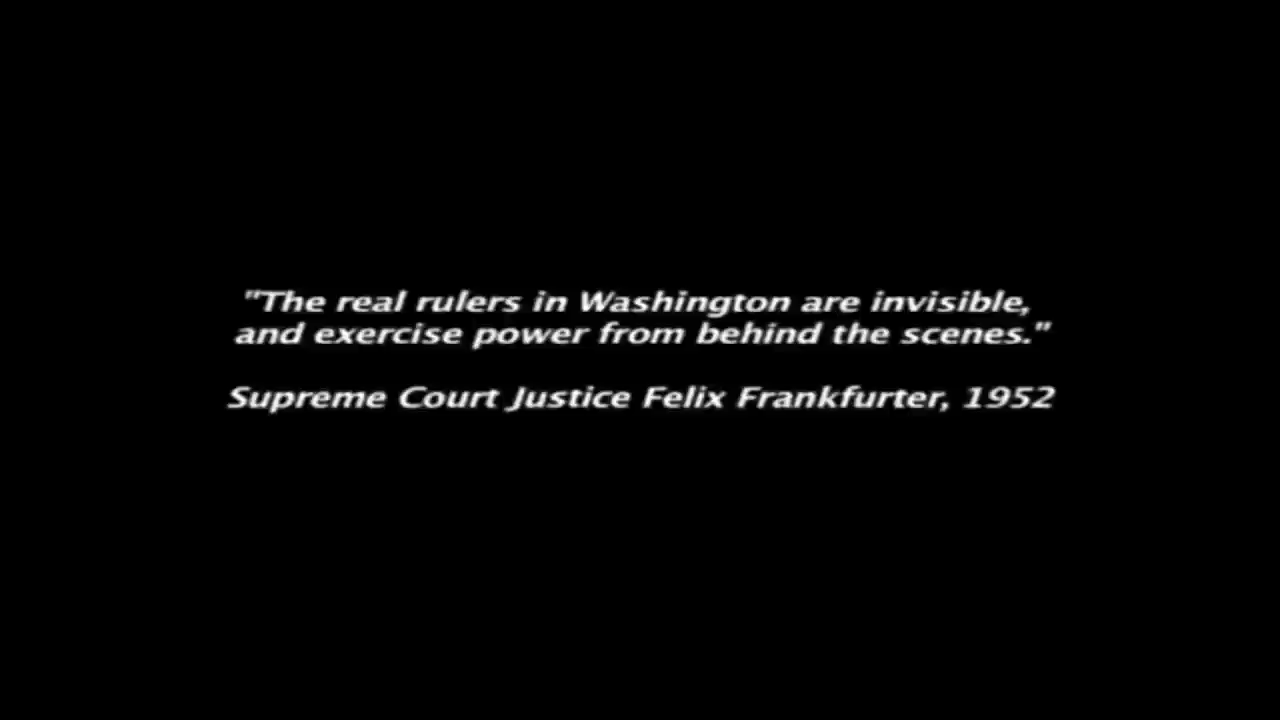 "The real rulers in Washington are invisible,
and exercise power from behind the scenes."
Supreme Court Justice Felix Frankfurter, 1952